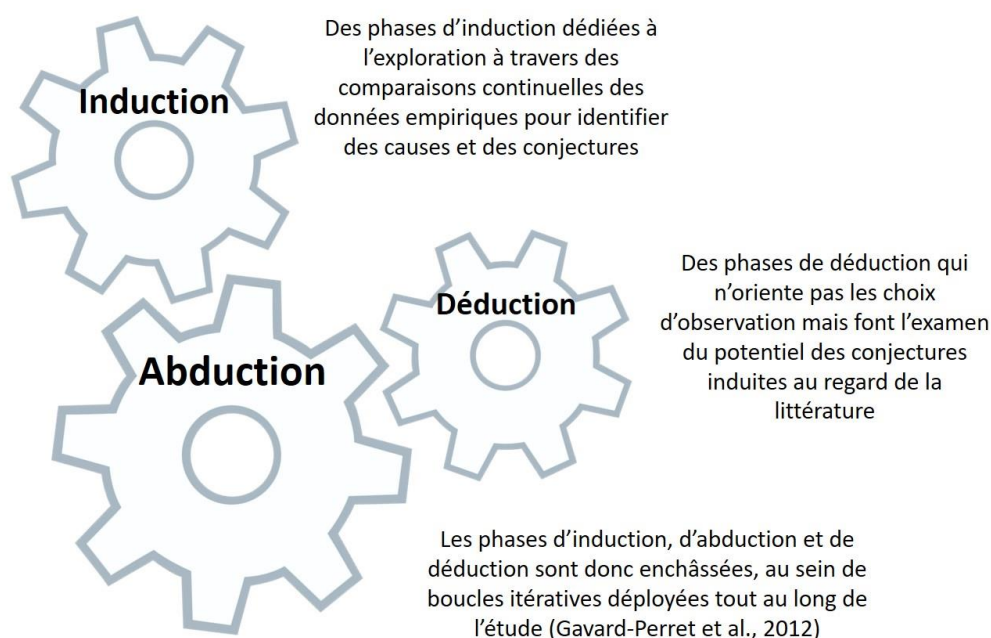 Induction
Des phases d'induction dédiées à
l'exploration à travers des
comparaisons continuelles des
données empiriques pour identifier
des causes et des conjectures
Déduction
Des phases de déduction qui
n'oriente pas les choix
d'observation mais font l'examen
du potentiel des conjectures
induites au regard de la
littérature
Abduction
Les phases d'induction, d'abduction et de
déduction sont donc enchâssées, au sein de
boucles itératives déployées tout au long de
l'étude (Gavard-Perret et al., 2012)